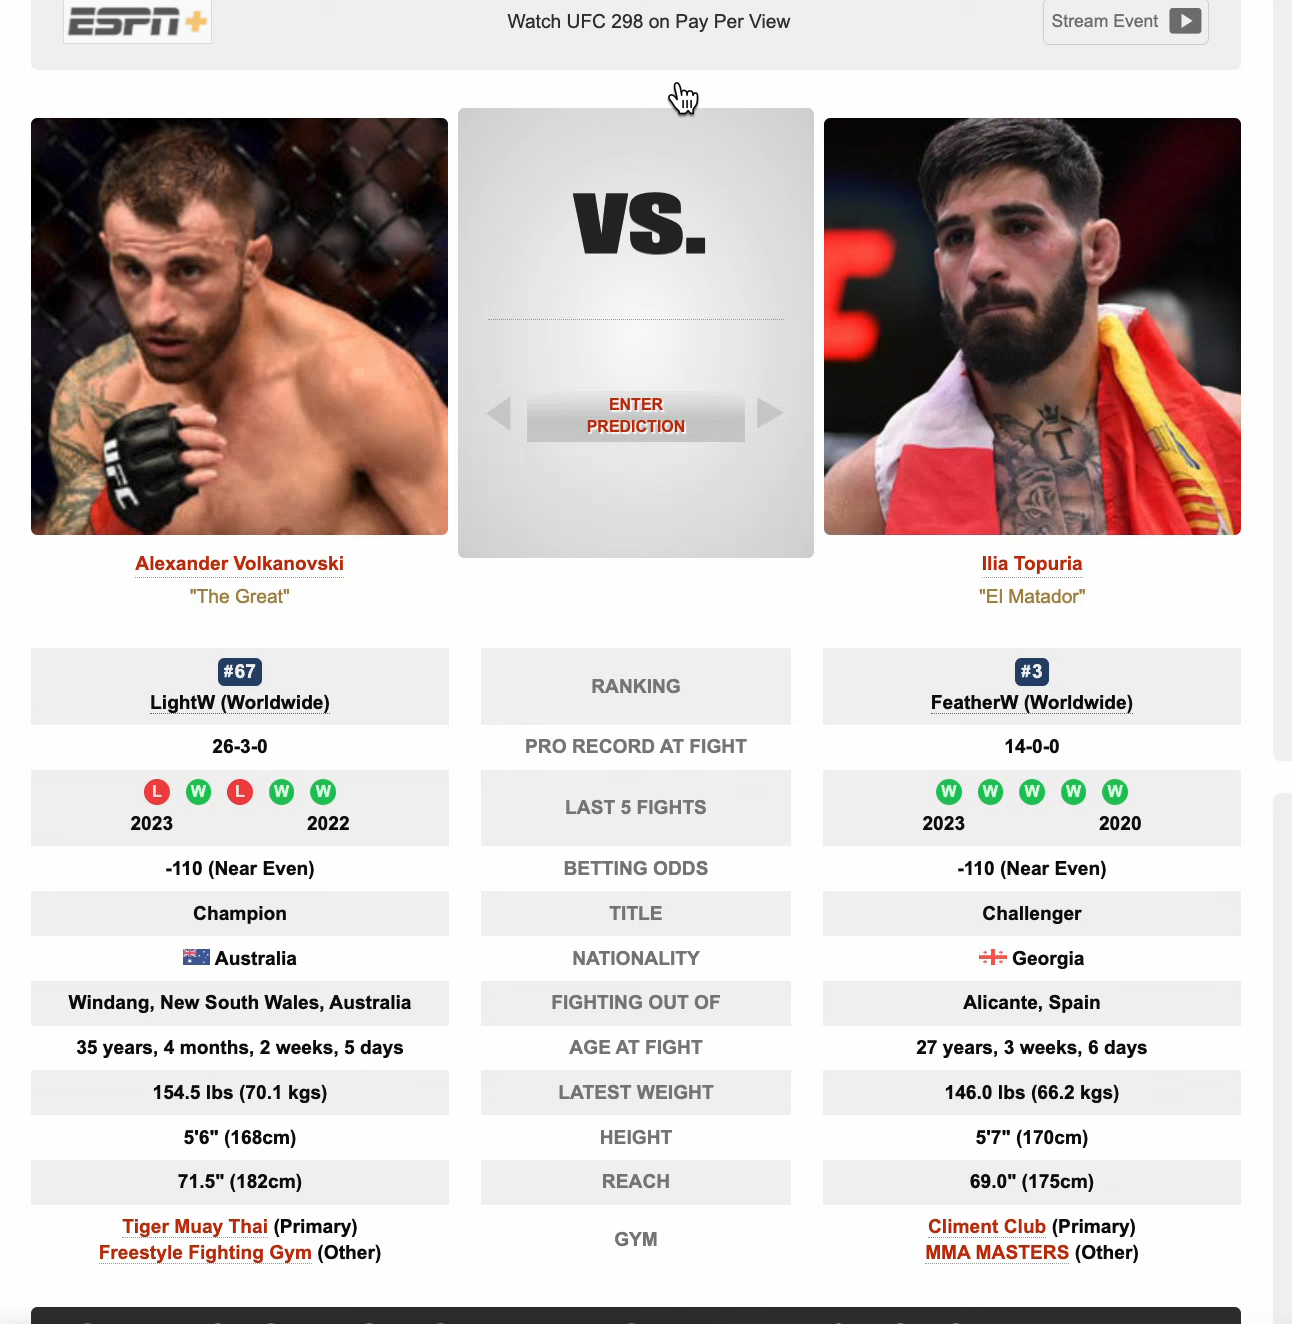 ESPN+
Watch UFC 298 on Pay Per View
Stream Event
VS.
ENTER
PREDICTION
UFC
T
Alexander Volkanovski
"The Great"
Ilia Topuria
"El Matador"
#67
LightW (Worldwide)
RANKING
#3
FeatherW (Worldwide)
26-3-0
PRO RECORD AT FIGHT
14-0-0
L W L W W
2023 2022
LAST 5 FIGHTS
W W W W W
2023 2020
-110 (Near Even)
BETTING ODDS
-110 (Near Even)
Champion
TITLE
Challenger
Australia
NATIONALITY
Georgia
Windang, New South Wales, Australia
FIGHTING OUT OF
Alicante, Spain
35 years, 4 months, 2 weeks, 5 days
AGE AT FIGHT
27 years, 3 weeks, 6 days
154.5 lbs (70.1 kgs)
LATEST WEIGHT
146.0 lbs (66.2 kgs)
5'6" (168cm)
HEIGHT
5'7" (170cm)
71.5" (182cm)
REACH
69.0" (175cm)
Tiger Muay Thai (Primary)
Freestyle Fighting Gym (Other)
GYM
Climent Club (Primary)
MMA MASTERS (Other)